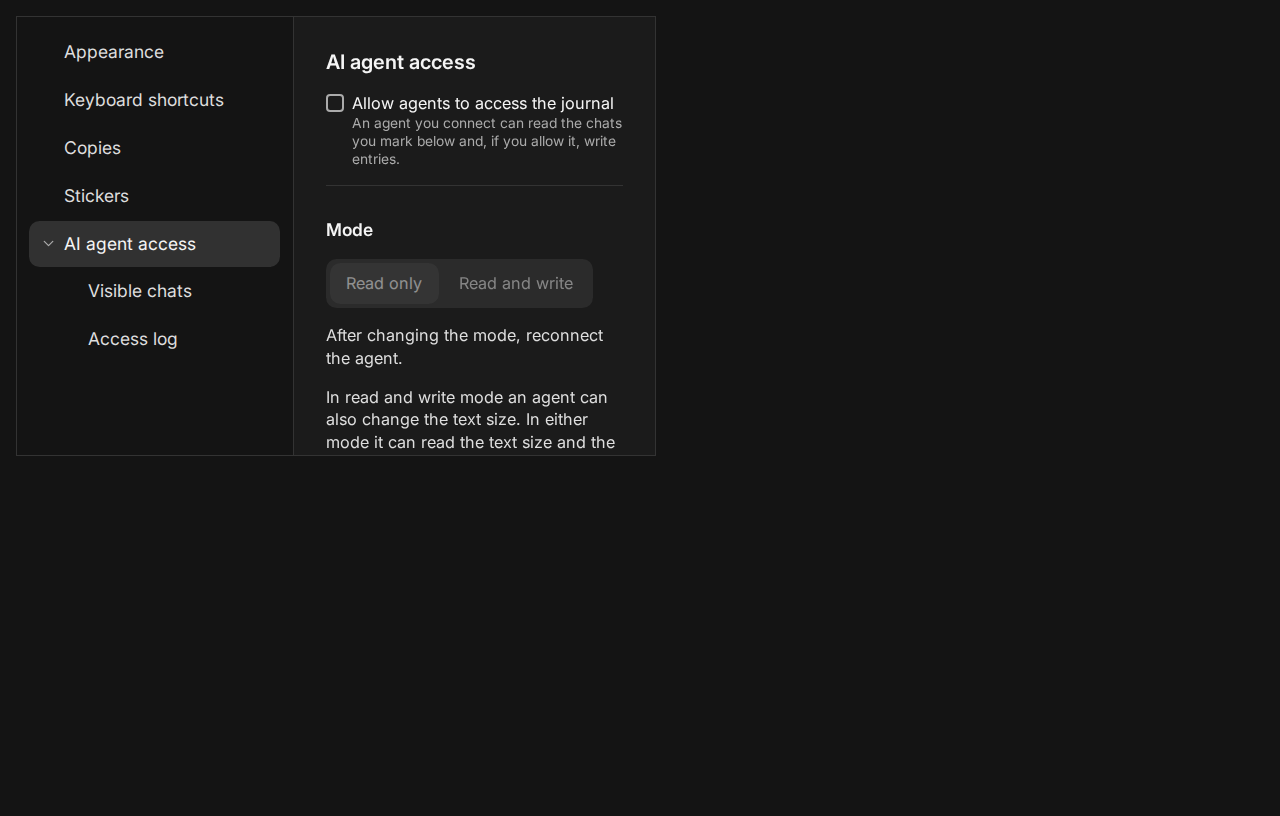 Appearance
Keyboard shortcuts
Copies
Stickers
AI agent access
Visible chats
Access log
AI agent access
Allow agents to access the journal
An agent you connect can read the chats
you mark below and, if you allow it, write
entries.
Mode
Read only
Read and write
After changing the mode, reconnect
the agent.
In read and write mode an agent can
also change the text size. In either
mode it can read the text size and the